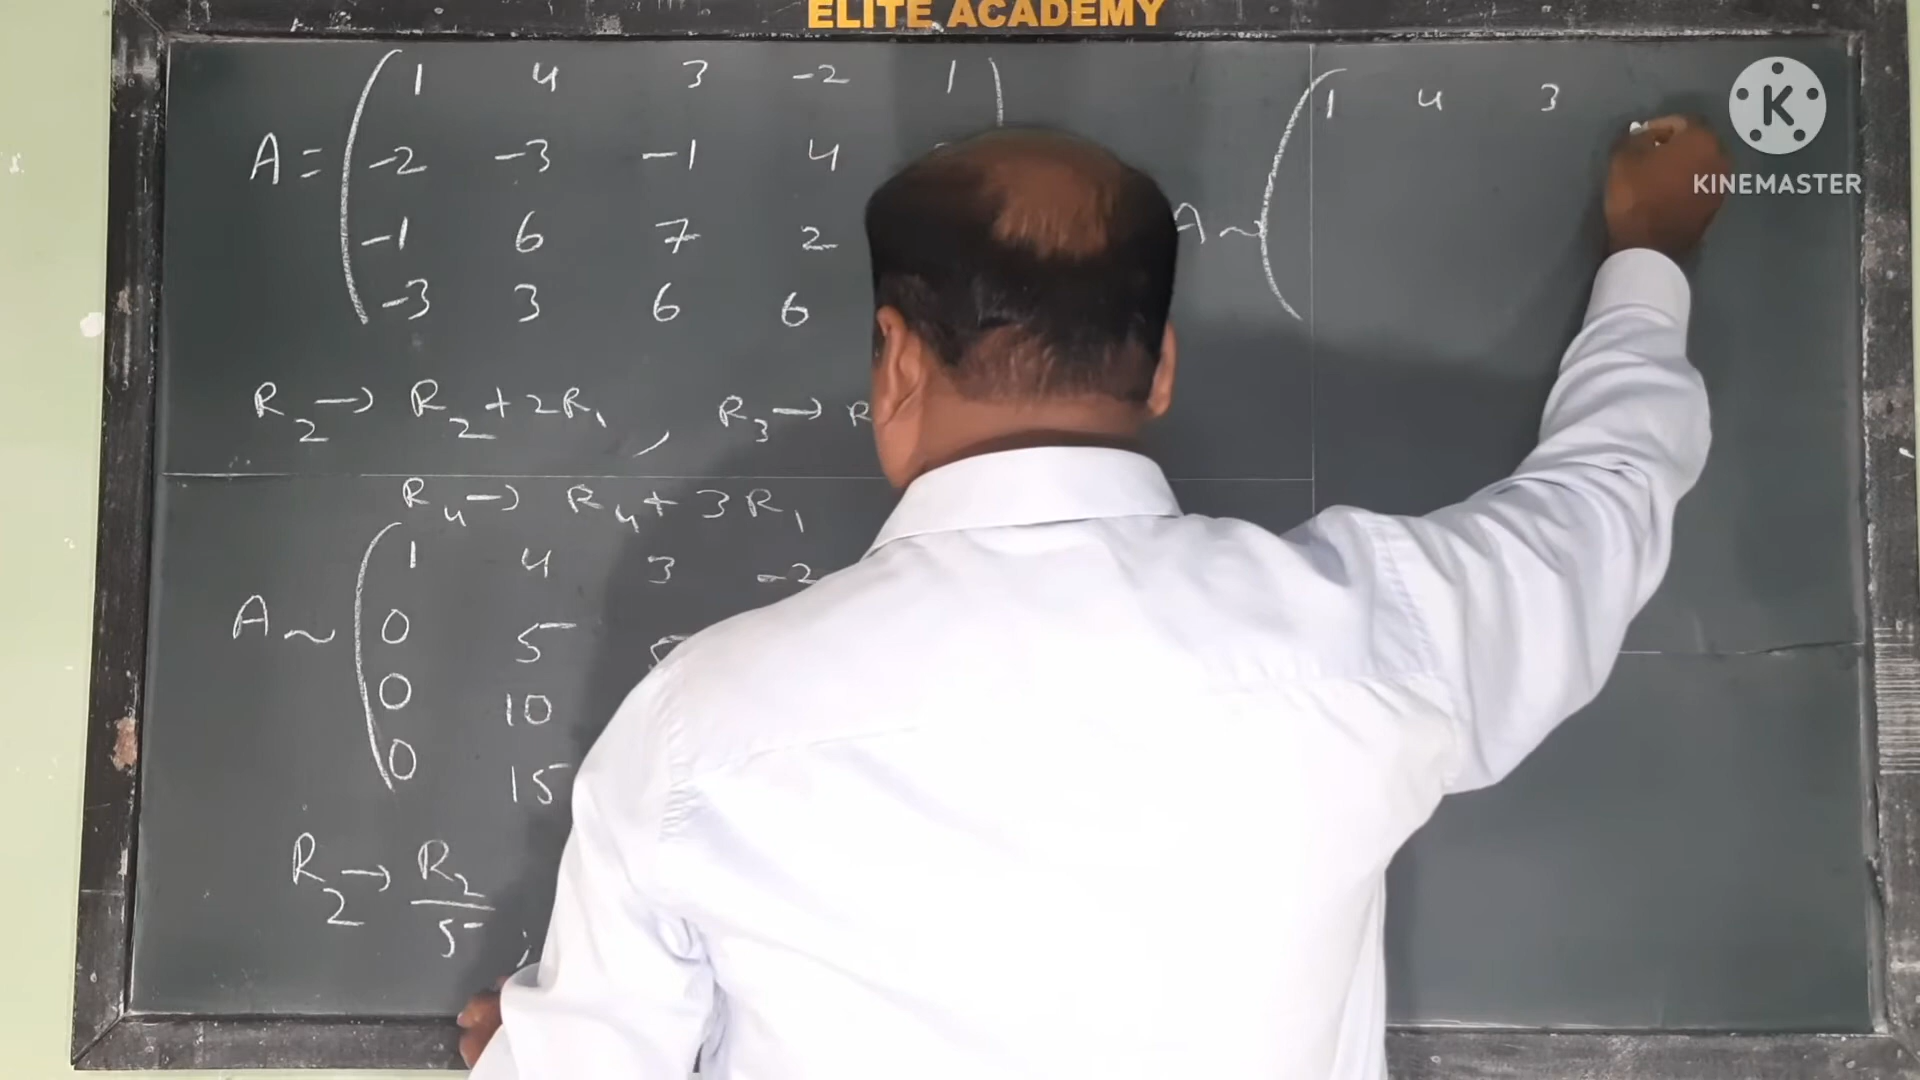 ELITE ACADEMY
A = ( 1 4 3 -2 1 )
-2 -3 -1 4
-1 6 7 2
-3 3 6 6
R2 → R2 + 2R1 , R3 → R
R4 → R4 + 3R1
A ~ ( 1 4 3 -2
0 5 5
0 10
0 15
R2 → R2/5 ;
A ~ ( 1 4 3
K
KINEMASTER